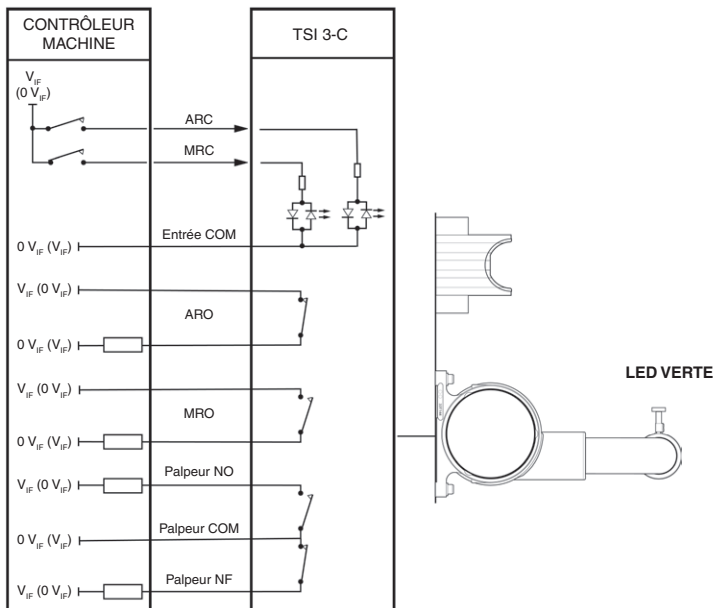 CONTRÔLEUR
MACHINE
TSI 3-C
V_IF
(0 V_IF)
ARC
MRC
Entrée COM
0 V_IF (V_IF)
V_IF (0 V_IF)
ARO
0 V_IF (V_IF)
V_IF (0 V_IF)
MRO
0 V_IF (V_IF)
Palpeur NO
V_IF (0 V_IF)
Palpeur COM
0 V_IF (V_IF)
Palpeur NF
V_IF (0 V_IF)
LED VERTE